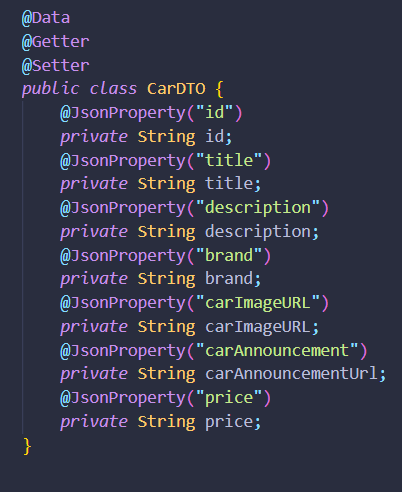 @Data
@Getter
@Setter
public class CarDTO {
    @JsonProperty("id")
    private String id;
    @JsonProperty("title")
    private String title;
    @JsonProperty("description")
    private String description;
    @JsonProperty("brand")
    private String brand;
    @JsonProperty("carImageURL")
    private String carImageURL;
    @JsonProperty("carAnnouncement")
    private String carAnnouncementUrl;
    @JsonProperty("price")
    private String price;
}